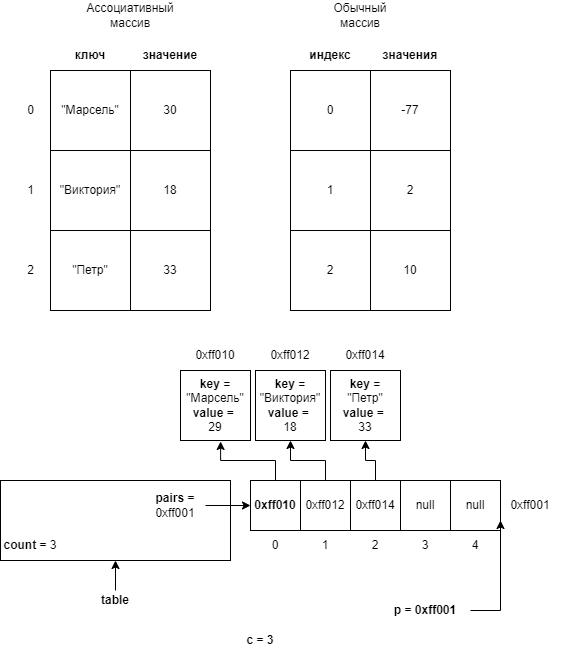 Ассоциативный
массив
Обычный
массив
ключ значение
индекс значения
0 "Марсель" 30
0 -77
1 "Виктория" 18
1 2
2 "Петр" 33
2 10
0xff010 0xff012 0xff014
key =
"Марсель"
value =
29
key =
"Виктория"
value =
18
key =
"Петр"
value =
33
pairs =
0xff001
0xff010 0xff012 0xff014 null null 0xff001
count = 3
0 1 2 3 4
table
p = 0xff001
c = 3